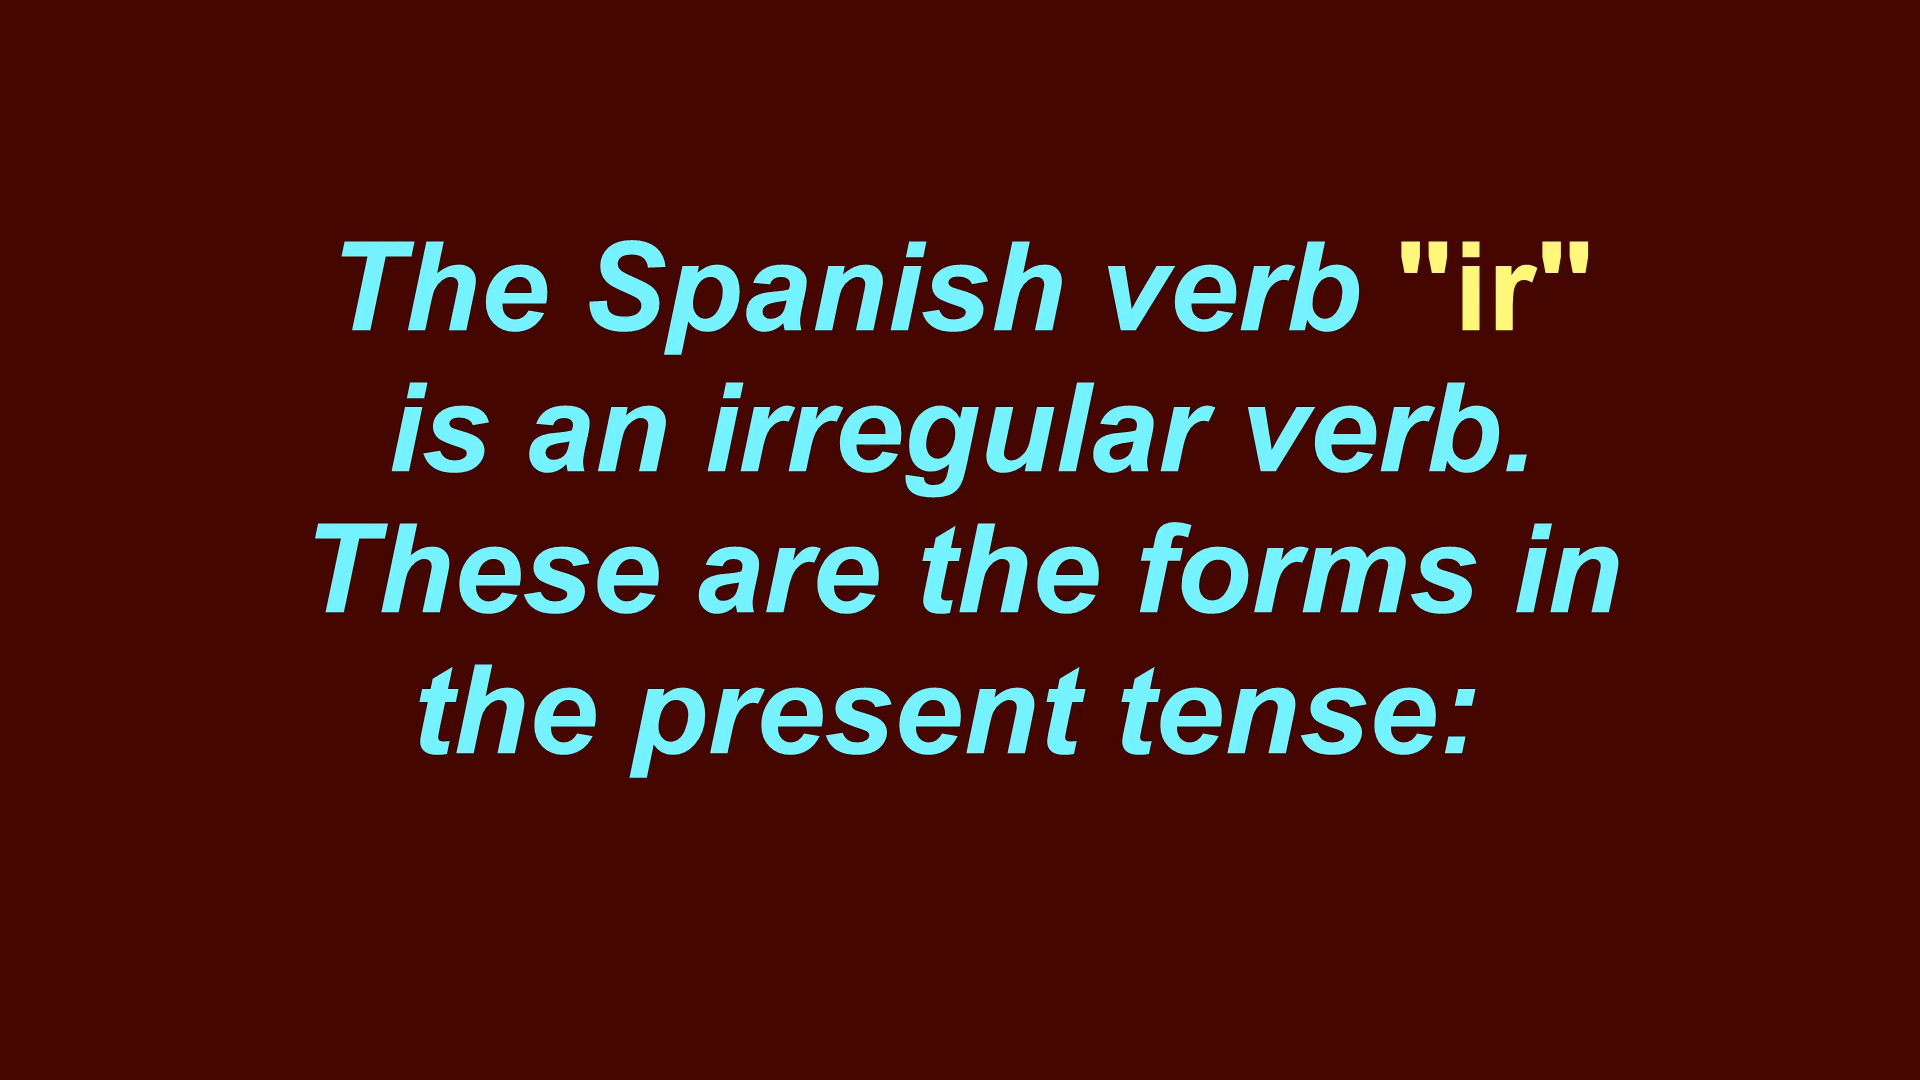 The Spanish verb "ir"
is an irregular verb.
These are the forms in
the present tense: